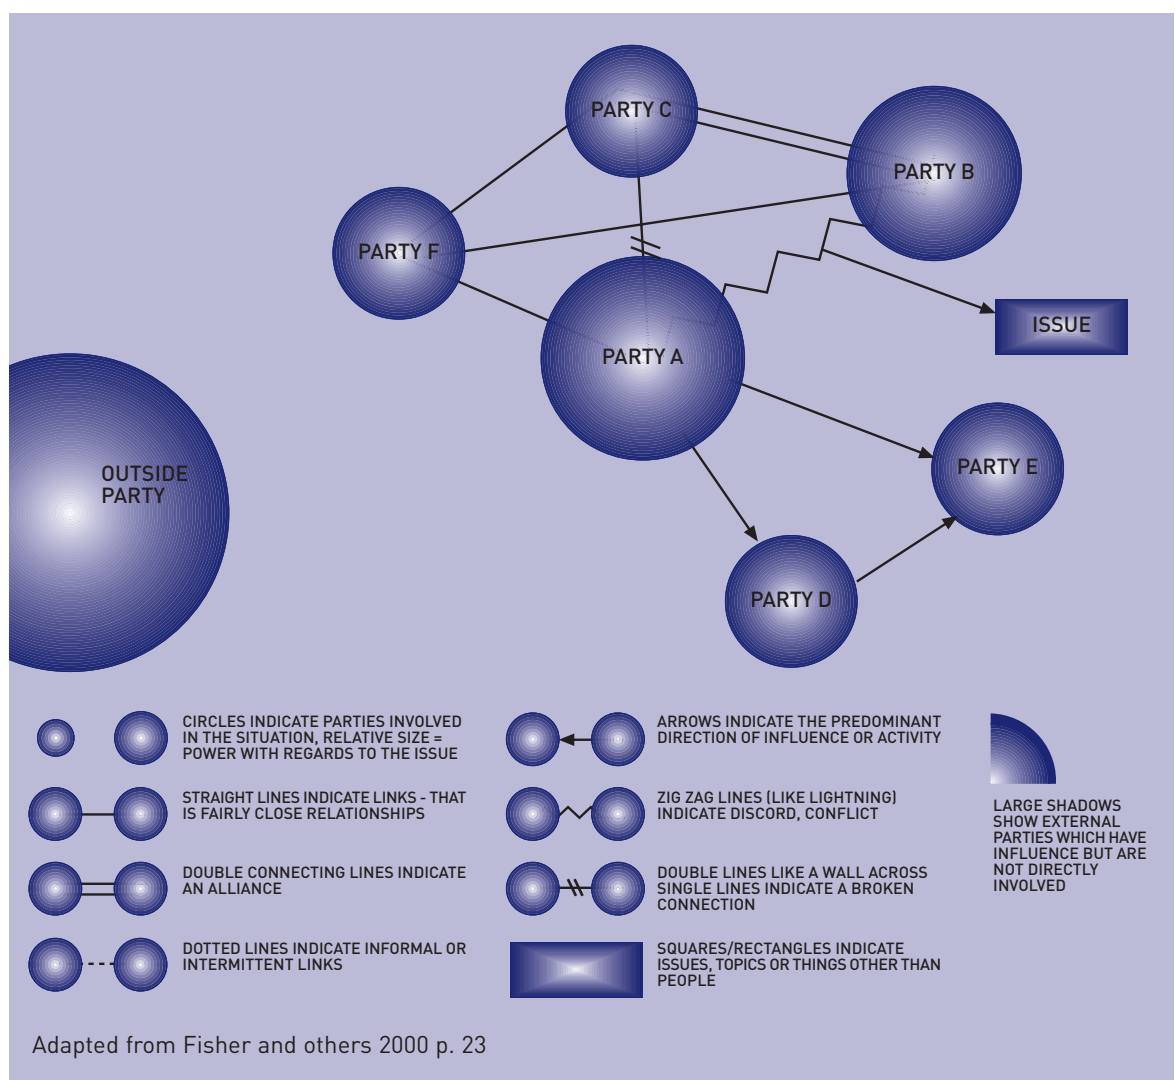 PARTY C
PARTY B
PARTY F
ISSUE
PARTY A
OUTSIDE
PARTY
PARTY E
PARTY D
CIRCLES INDICATE PARTIES INVOLVED
IN THE SITUATION, RELATIVE SIZE =
POWER WITH REGARDS TO THE ISSUE
STRAIGHT LINES INDICATE LINKS - THAT
IS FAIRLY CLOSE RELATIONSHIPS
DOUBLE CONNECTING LINES INDICATE
AN ALLIANCE
DOTTED LINES INDICATE INFORMAL OR
INTERMITTENT LINKS
ARROWS INDICATE THE PREDOMINANT
DIRECTION OF INFLUENCE OR ACTIVITY
ZIG ZAG LINES (LIKE LIGHTNING)
INDICATE DISCORD, CONFLICT
DOUBLE LINES LIKE A WALL ACROSS
SINGLE LINES INDICATE A BROKEN
CONNECTION
SQUARES/RECTANGLES INDICATE
ISSUES, TOPICS OR THINGS OTHER THAN
PEOPLE
LARGE SHADOWS
SHOW EXTERNAL
PARTIES WHICH HAVE
INFLUENCE BUT ARE
NOT DIRECTLY
INVOLVED
Adapted from Fisher and others 2000 p. 23